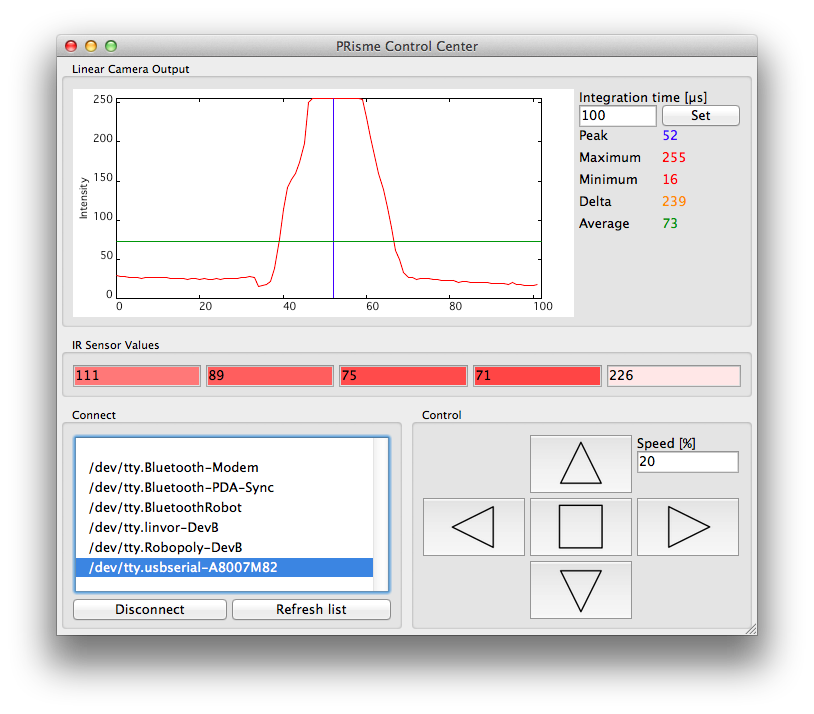 PRisme Control Center
Linear Camera Output
250
200
150
100
50
0
Intensity
0 20 40 60 80 100
Integration time [µs]
100 Set
Peak 52
Maximum 255
Minimum 16
Delta 239
Average 73
IR Sensor Values
111 89 75 71 226
Connect
/dev/tty.Bluetooth-Modem
/dev/tty.Bluetooth-PDA-Sync
/dev/tty.BluetoothRobot
/dev/tty.linvor-DevB
/dev/tty.Robopoly-DevB
/dev/tty.usbserial-A8007M82
Disconnect Refresh list
Control
Speed [%]
20